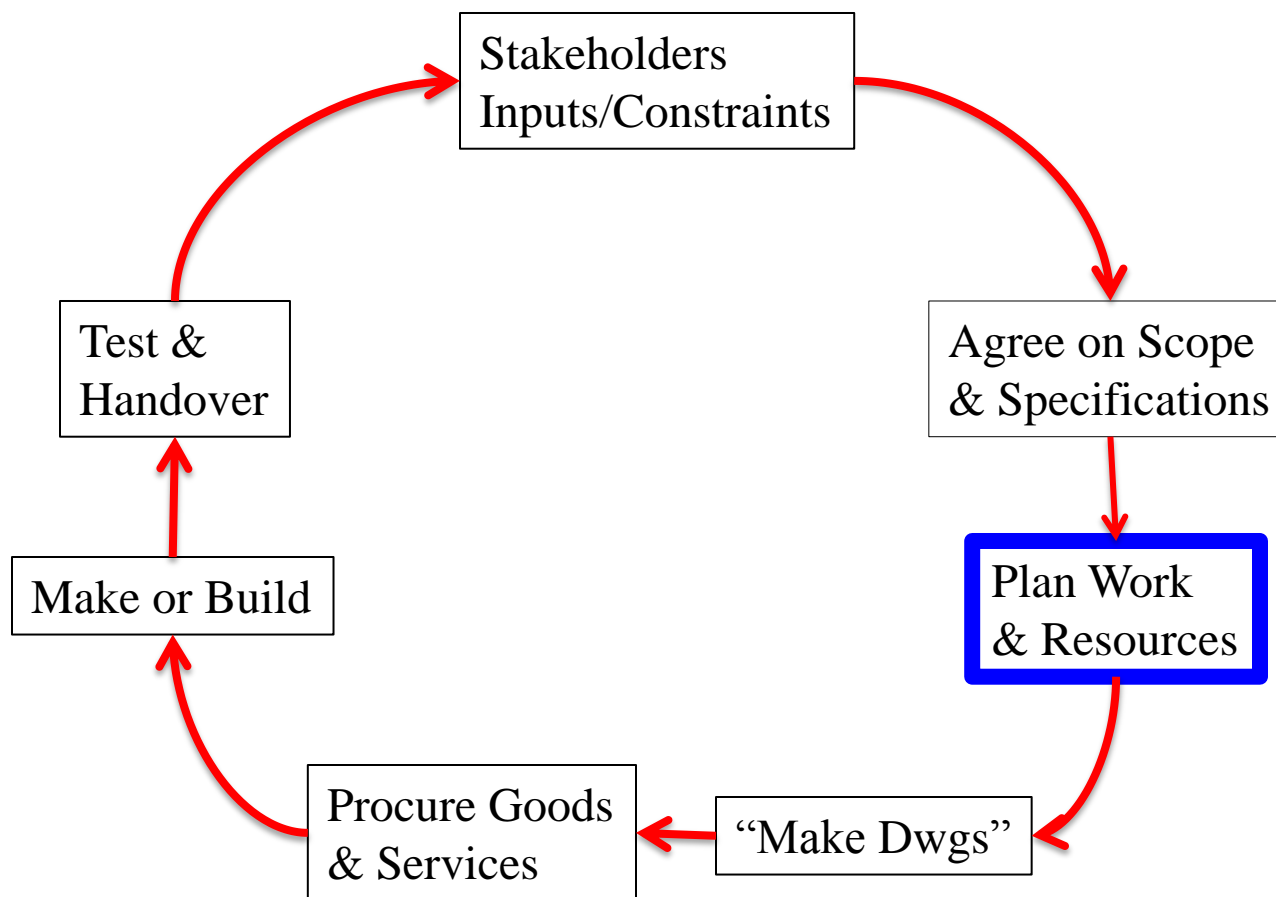 Stakeholders
Inputs/Constraints
Agree on Scope
& Specifications
Plan Work
& Resources
“Make Dwgs”
Procure Goods
& Services
Make or Build
Test &
Handover